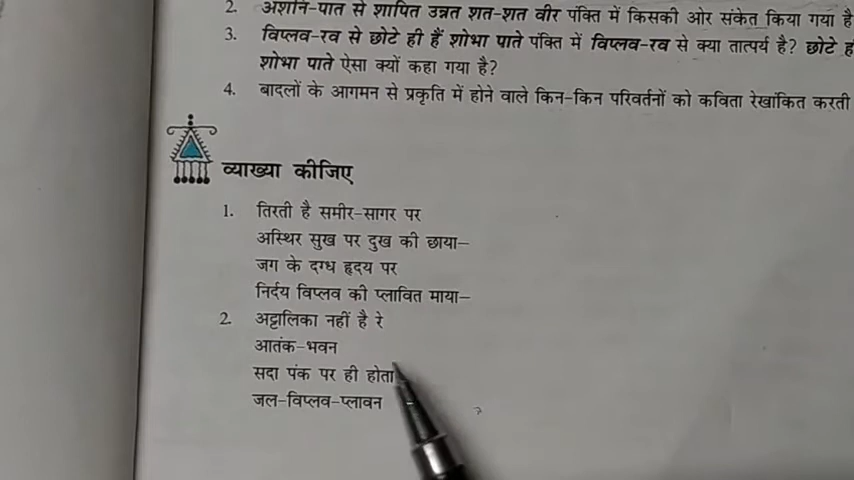 2. अशनि-पात से शापित उन्नत शत-शत वीर पंक्ति में किसकी ओर संकेत किया गया है
3. विप्लव-रव से छोटे ही हैं शोभा पाते पंक्ति में विप्लव-रव से क्या तात्पर्य है? छोटे
शोभा पाते ऐसा क्यों कहा गया है?
4. बादलों के आगमन से प्रकृति में होने वाले किन-किन परिवर्तनों को कविता रेखांकित करती
व्याख्या कीजिए
1. तिरती है समीर-सागर पर
अस्थिर सुख पर दुख की छाया–
जग के दग्ध हृदय पर
निर्दय विप्लव की प्लावित माया–
2. अट्टालिका नहीं है रे
आतंक-भवन
सदा पंक पर ही होता
जल-विप्लव-प्लावन